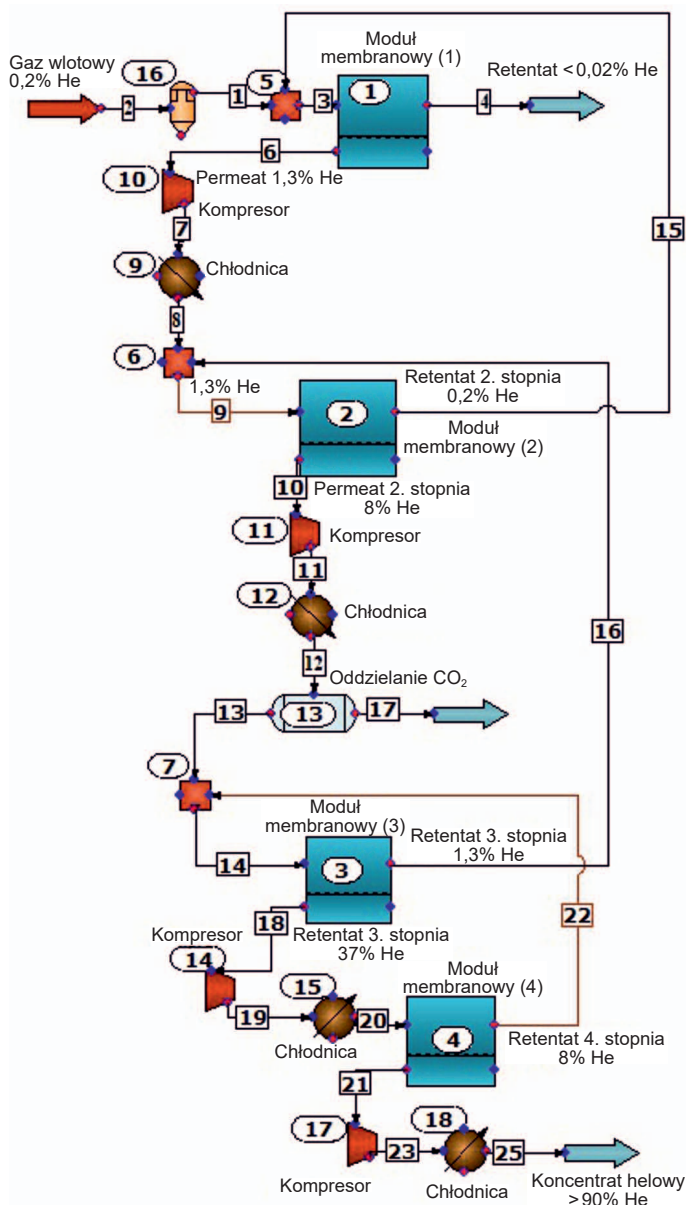 Gaz wlotowy
0,2% He
2
16
1
5
3
Moduł
membranowy (1)
1
4
Retentat <0,02% He
6
10
Permeat 1,3% He
Kompresor
7
15
9
Chłodnica
8
6
1,3% He
9
2
Retentat 2. stopnia
0,2% He
Moduł
membranowy (2)
10
Permeat 2. stopnia
8% He
11
Kompresor
11
12
Chłodnica
16
12
Oddzielanie CO₂
13
13
17
7
Moduł
membranowy (3)
Retentat 3. stopnia
1,3% He
14
3
22
18
Retentat 3. stopnia
37% He
Kompresor
14
15
19
20
Chłodnica
Moduł
membranowy (4)
4
Retentat 4. stopnia
8% He
21
17
18
23
25
Kompresor
Chłodnica
Koncentrat helowy
>90% He